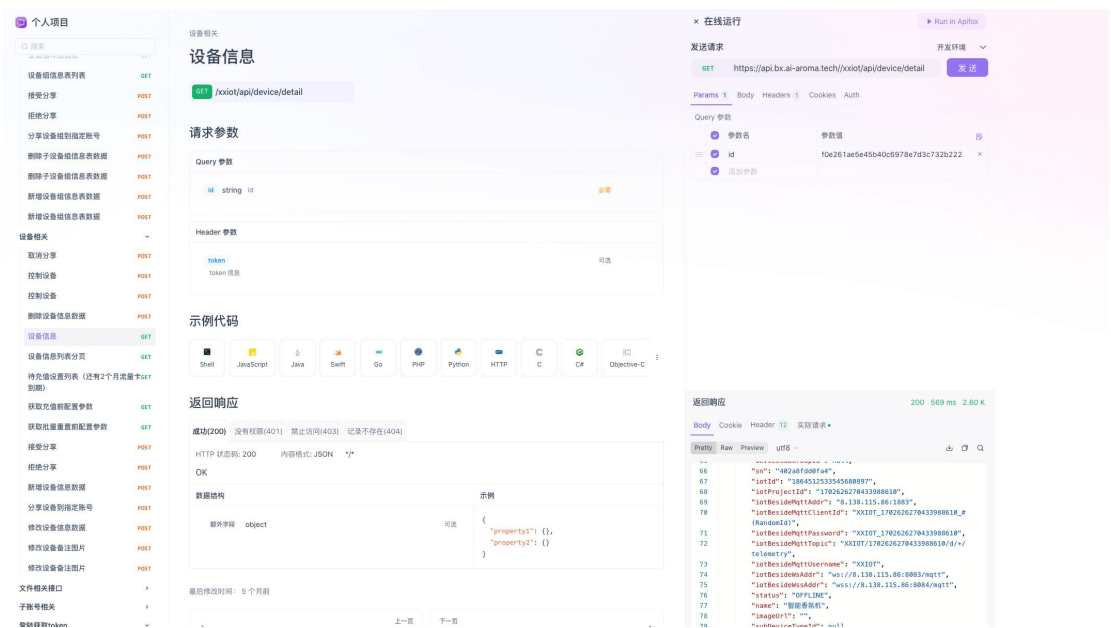 个人项目
搜索
设备组信息表列表 GET
接受分享 POST
拒绝分享 POST
分享设备组到指定账号 POST
删除子设备组信息表数据 POST
删除子设备组信息表数据 POST
新增设备组信息表数据 POST
新增设备组信息表数据 POST
设备相关
取消分享 POST
控制设备 POST
控制设备 POST
删除设备信息数据 POST
设备信息 GET
设备信息列表分页 GET
待充值设置列表（还有2个月流量卡 GET
到期）
获取充值前配置参数 GET
获取批量重置前配置参数 GET
接受分享 POST
拒绝分享 POST
新增设备信息数据 POST
分享设备到指定账号 POST
修改设备信息数据 POST
修改设备备注图片 POST
修改设备备注图片 POST
文件相关接口
子账号相关
登陆获取token
设备相关
设备信息
GET /xxiot/api/device/detail
请求参数
Query 参数
id string id 必需
Header 参数
token 可选
token 信息
示例代码
Shell JavaScript Java Swift Go PHP Python HTTP C C# Objective-C
返回响应
成功(200) 没有权限(401) 禁止访问(403) 记录不存在(404)
HTTP 状态码: 200 内容格式: JSON */*
OK
数据结构 示例
额外字段 object 可选
{
"property1": {},
"property2": {}
}
最后修改时间： 5 个月前
上一页 下一页
× 在线运行 Run in Apifox
发送请求 开发环境
GET https://api.bx.ai-aroma.tech//xxiot/api/device/detail 发 送
Params 1 Body Headers 1 Cookies Auth
Query 参数
参数名 参数值
id f0e261ae5e45b40c6978e7d3c732b222 ×
添加参数
返回响应 200 569 ms 2.60 K
Body Cookie Header 12 实际请求
Pretty Raw Preview utf8
66 "sn": "402a8fdd0fa4",
67 "iotId": "1864512533545680897",
68 "iotProjectId": "1702626270433988610",
69 "iotBesideMqttAddr": "8.138.115.86:1883",
70 "iotBesideMqttClientId": "XXIOT_1702626270433988610_#
(RandomId)",
71 "iotBesideMqttPassword": "XXIOT_1702626270433988610",
72 "iotBesideMqttTopic": "XXIOT/1702626270433988610/d/+/
telemetry",
73 "iotBesideMqttUsername": "XXIOT",
74 "iotBesideWsAddr": "ws://8.138.115.86:8083/mqtt",
75 "iotBesideWssAddr": "wss://8.138.115.86:8084/mqtt",
76 "status": "OFFLINE",
77 "name": "智能香氛机",
78 "imageUrl": "",
79 "subDeviceTypeId": null